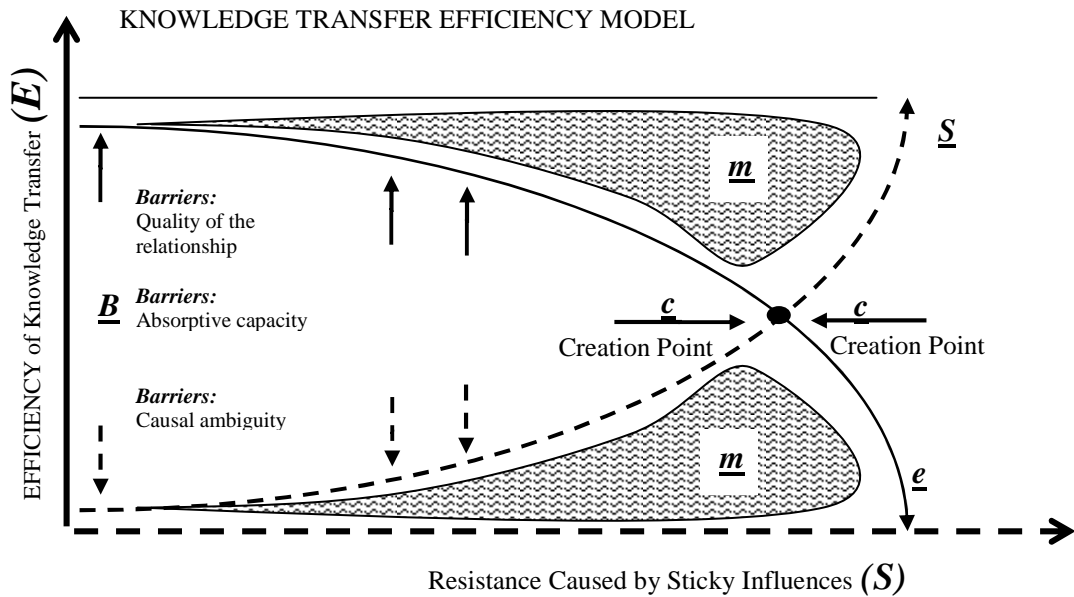 KNOWLEDGE TRANSFER EFFICIENCY MODEL
EFFICIENCY of Knowledge Transfer (E)
S
m
Barriers:
Quality of the
relationship
B
Barriers:
Absorptive capacity
c
c
Creation Point
Creation Point
Barriers:
Causal ambiguity
m
e
Resistance Caused by Sticky Influences (S)